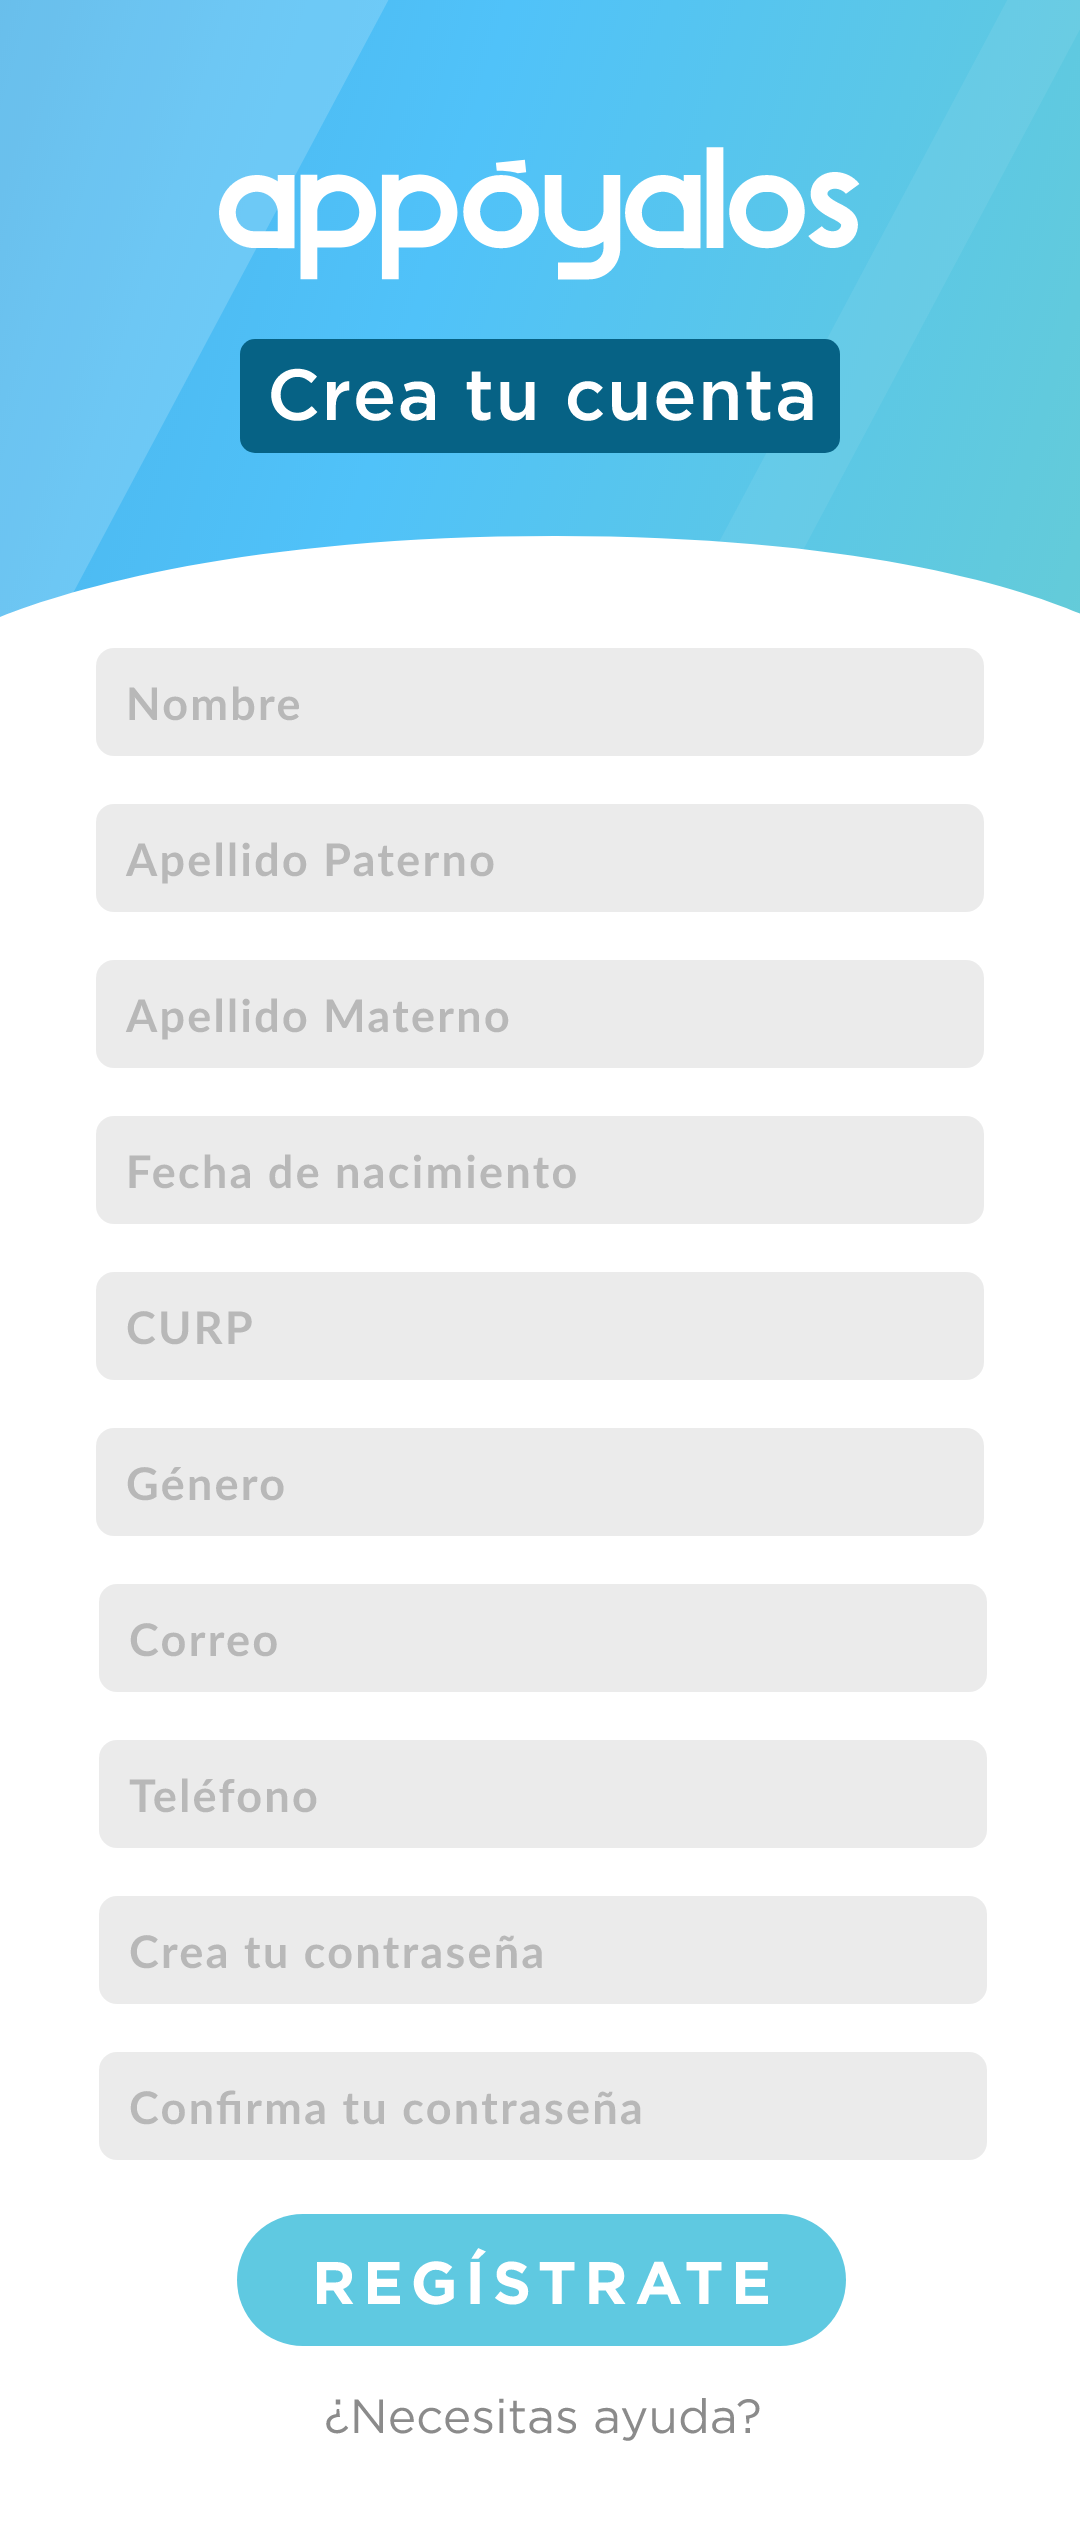 appóyalos
Crea tu cuenta
Nombre
Apellido Paterno
Apellido Materno
Fecha de nacimiento
CURP
Género
Correo
Teléfono
Crea tu contraseña
Confirma tu contraseña
REGÍSTRATE
¿Necesitas ayuda?